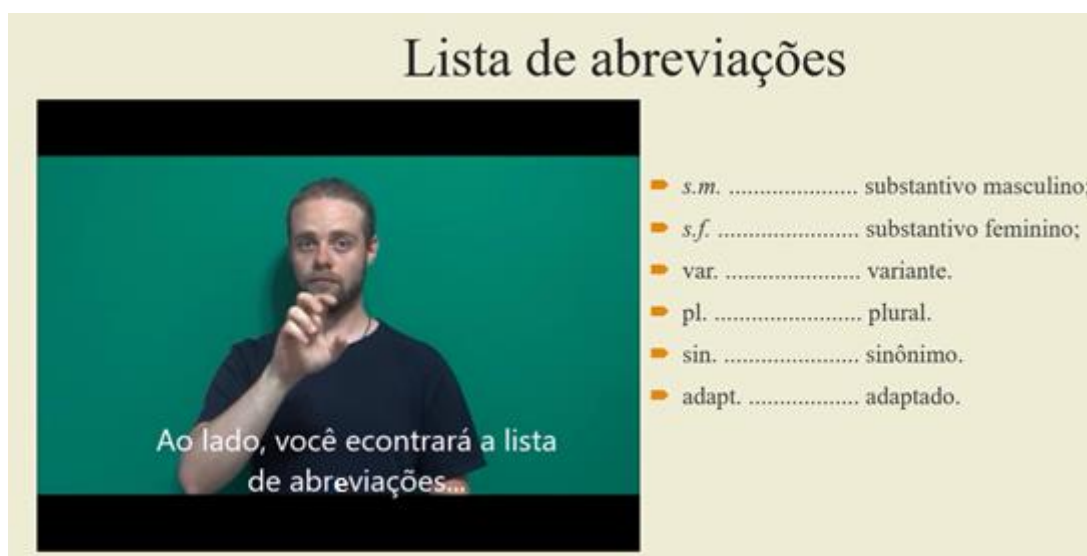 Lista de abreviações
s.m. ...................... substantivo masculino;
s.f. ........................ substantivo feminino;
var. ....................... variante.
pl. ......................... plural.
sin. ....................... sinônimo.
adapt. ................... adaptado.
Ao lado, você econtrará a lista
de abreviações...